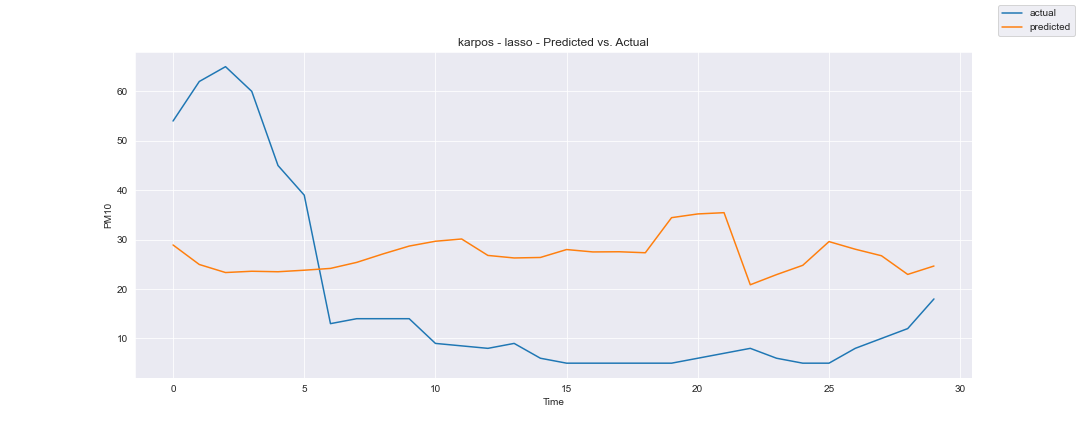 actual
predicted
karpos - lasso - Predicted vs. Actual
PM10
60
50
40
30
20
10
0 5 10 15 20 25 30
Time